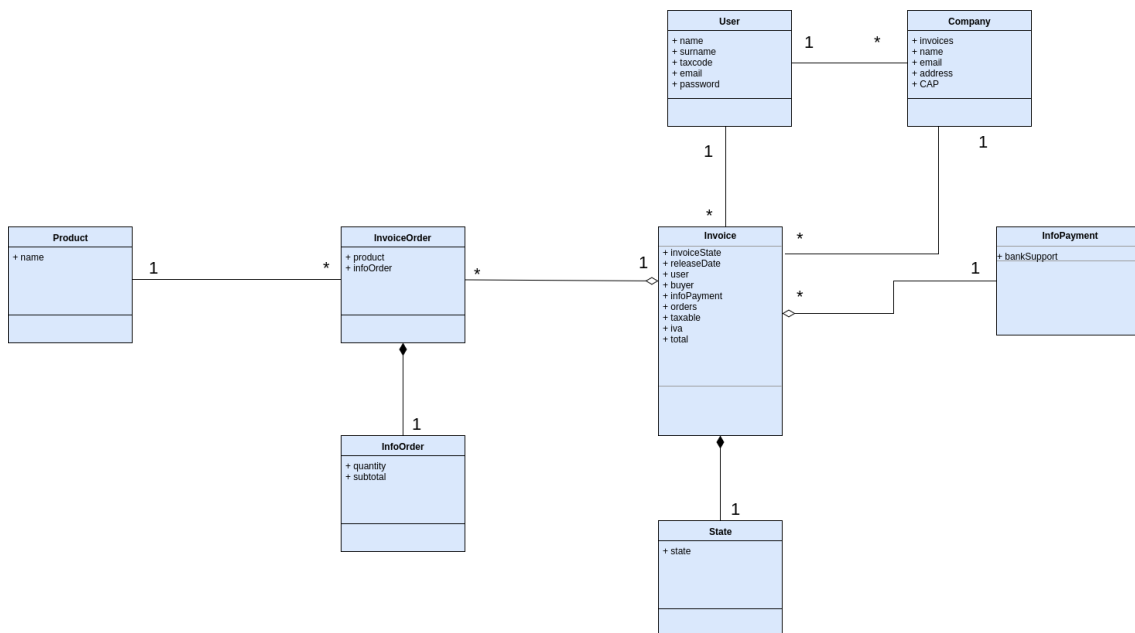 User
+ name
+ surname
+ taxcode
+ email
+ password
1
*
Company
+ invoices
+ name
+ email
+ address
+ CAP
1
1
*
*
Product
+ name
1
*
InvoiceOrder
+ product
+ infoOrder
*
1
Invoice
+ invoiceState
+ releaseDate
+ user
+ buyer
+ infoPayment
+ orders
+ taxable
+ iva
+ total
*
1
InfoPayment
+ bankSupport
1
InfoOrder
+ quantity
+ subtotal
1
State
+ state